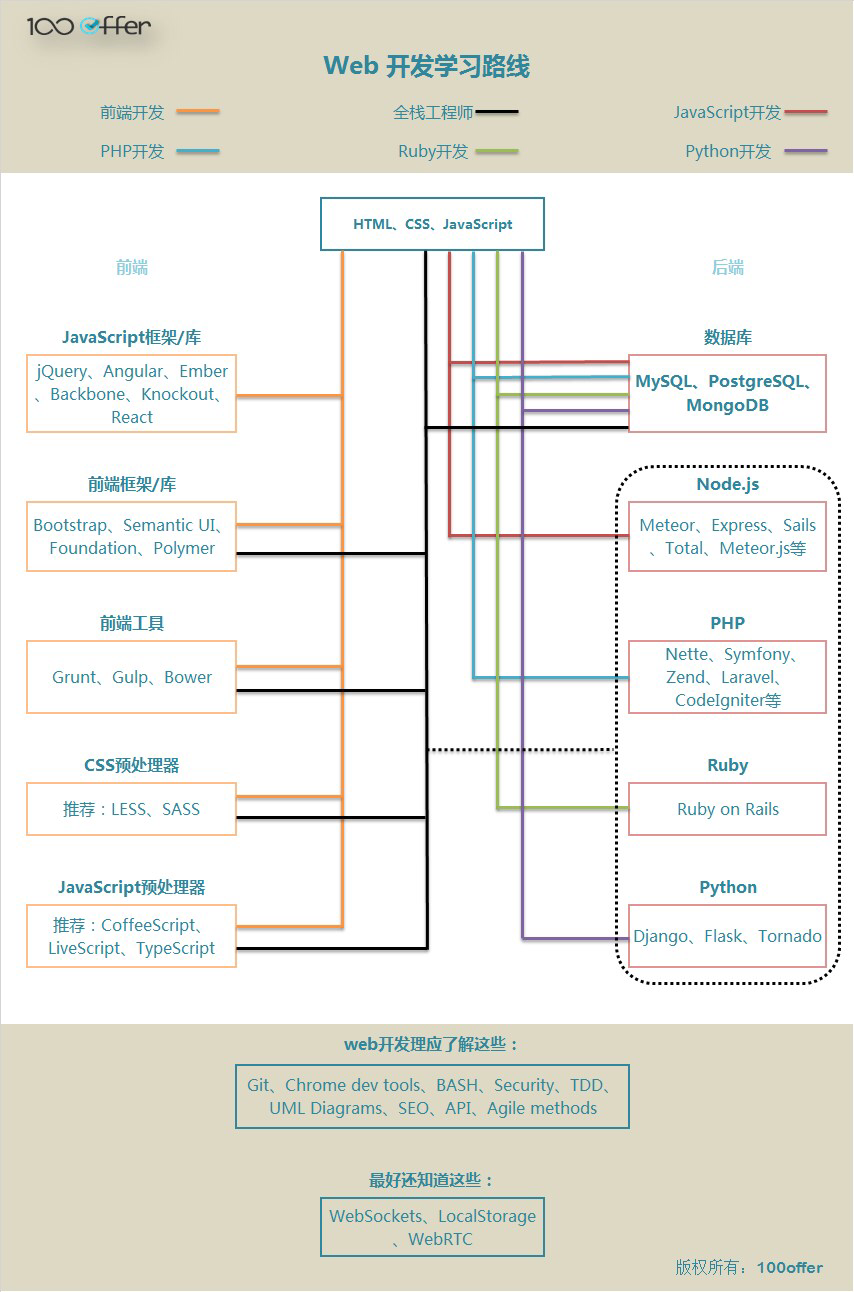 100 offer
Web 开发学习路线
前端开发
全栈工程师
JavaScript开发
PHP开发
Ruby开发
Python开发
HTML、CSS、JavaScript
前端
后端
JavaScript框架/库
jQuery、Angular、Ember
、Backbone、Knockout、
React
数据库
MySQL、PostgreSQL、
MongoDB
前端框架/库
Bootstrap、Semantic UI、
Foundation、Polymer
Node.js
Meteor、Express、Sails
、Total、Meteor.js等
前端工具
Grunt、Gulp、Bower
PHP
Nette、Symfony、
Zend、Laravel、
CodeIgniter等
CSS预处理器
推荐：LESS、SASS
Ruby
Ruby on Rails
JavaScript预处理器
推荐：CoffeeScript、
LiveScript、TypeScript
Python
Django、Flask、Tornado
web开发理应了解这些：
Git、Chrome dev tools、BASH、Security、TDD、
UML Diagrams、SEO、API、Agile methods
最好还知道这些：
WebSockets、LocalStorage
、WebRTC
版权所有：100offer